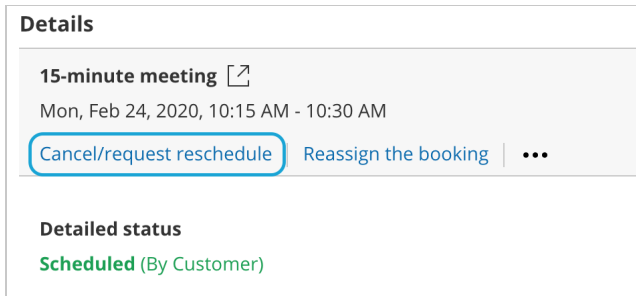 Details
15-minute meeting
Mon, Feb 24, 2020, 10:15 AM - 10:30 AM
Cancel/request reschedule Reassign the booking •••
Detailed status
Scheduled (By Customer)